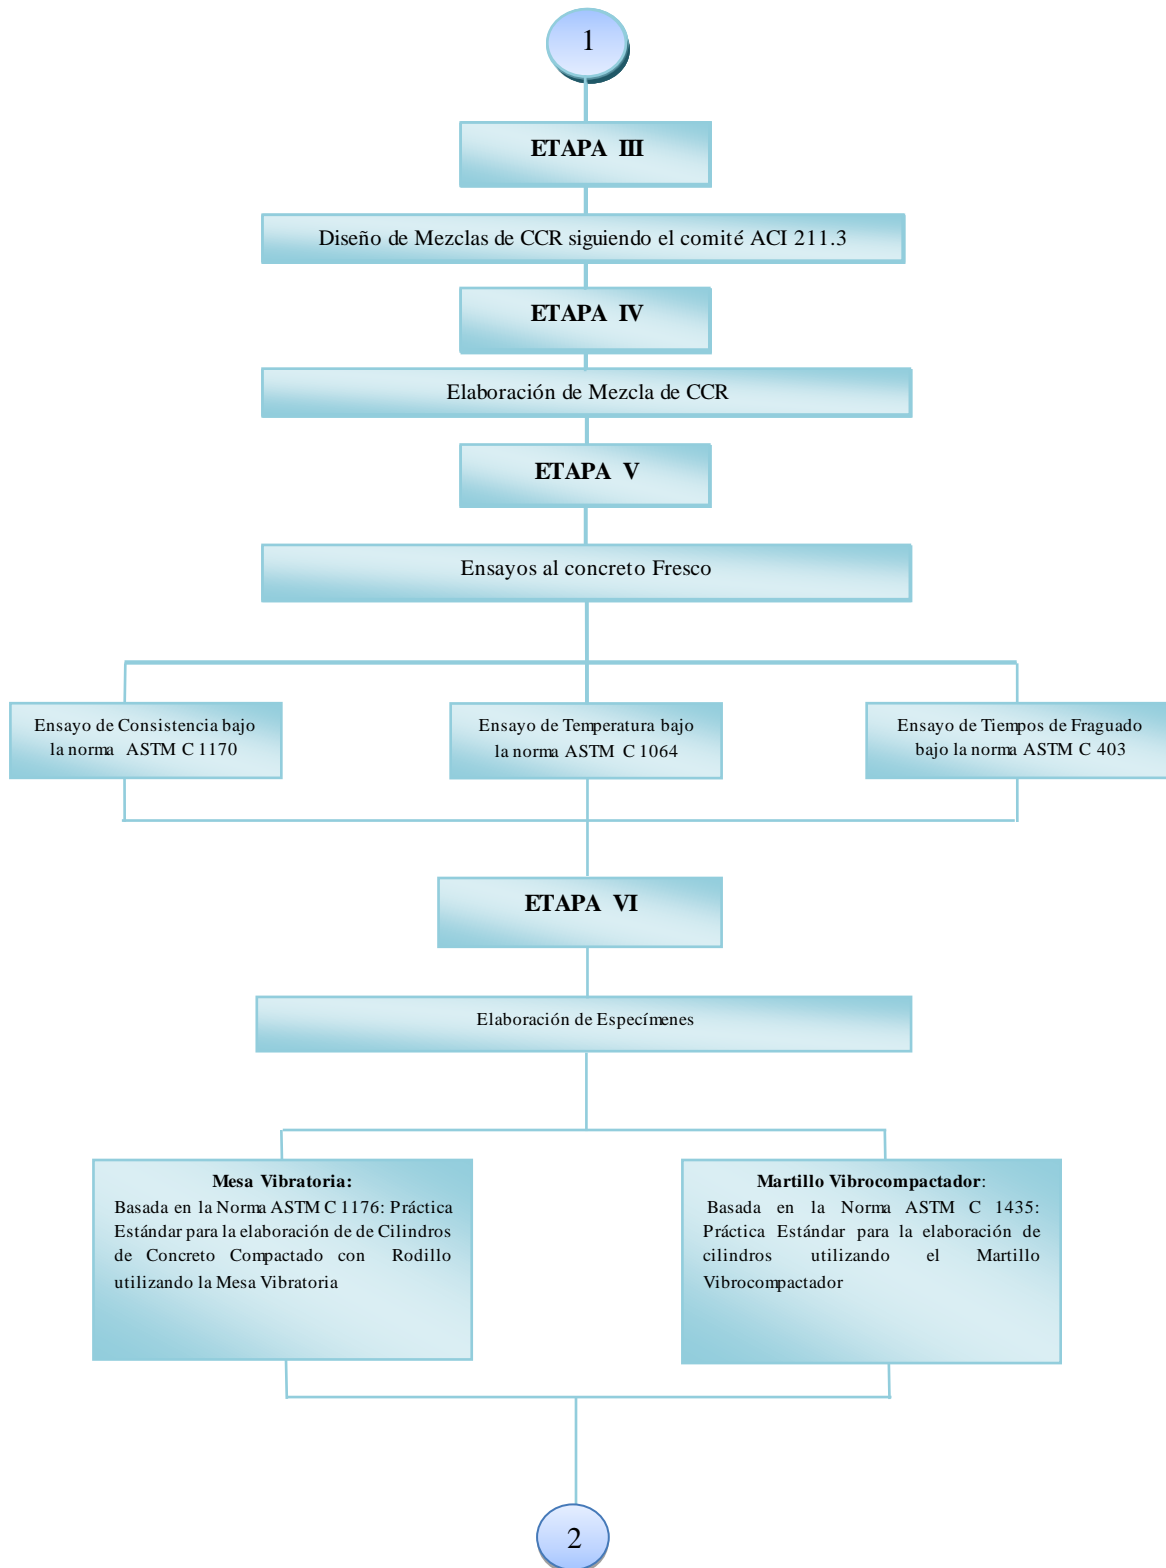 1
ETAPA III
Diseño de Mezclas de CCR siguiendo el comité ACI 211.3
ETAPA IV
Elaboración de Mezcla de CCR
ETAPA V
Ensayos al concreto Fresco
Ensayo de Consistencia bajo
la norma ASTM C 1170
Ensayo de Temperatura bajo
la norma ASTM C 1064
Ensayo de Tiempos de Fraguado
bajo la norma ASTM C 403
ETAPA VI
Elaboración de Especímenes
Mesa Vibratoria:
Basada en la Norma ASTM C 1176: Práctica
Estándar para la elaboración de de Cilindros
de Concreto Compactado con Rodillo
utilizando la Mesa Vibratoria
Martillo Vibrocompactador:
Basada en la Norma ASTM C 1435:
Práctica Estándar para la elaboración de
cilindros utilizando el Martillo
Vibrocompactador
2